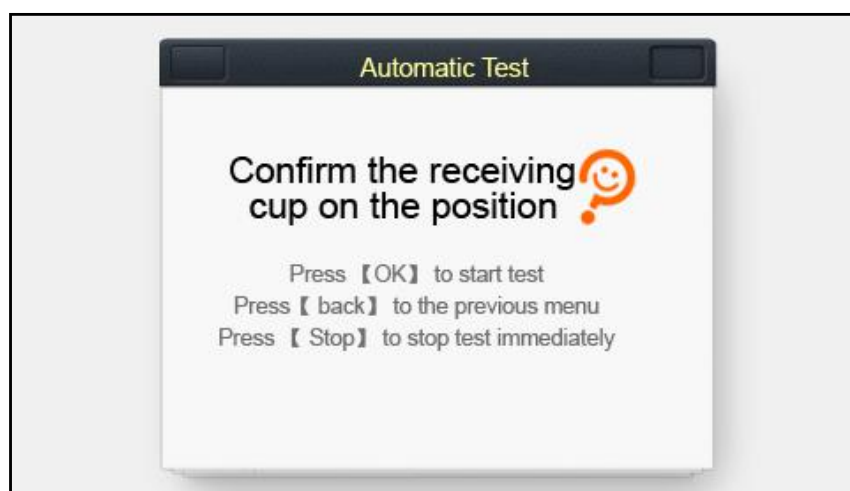 Automatic Test
Confirm the receiving
cup on the position
Press 【OK】 to start test
Press【 back】 to the previous menu
Press 【 Stop】 to stop test immediately